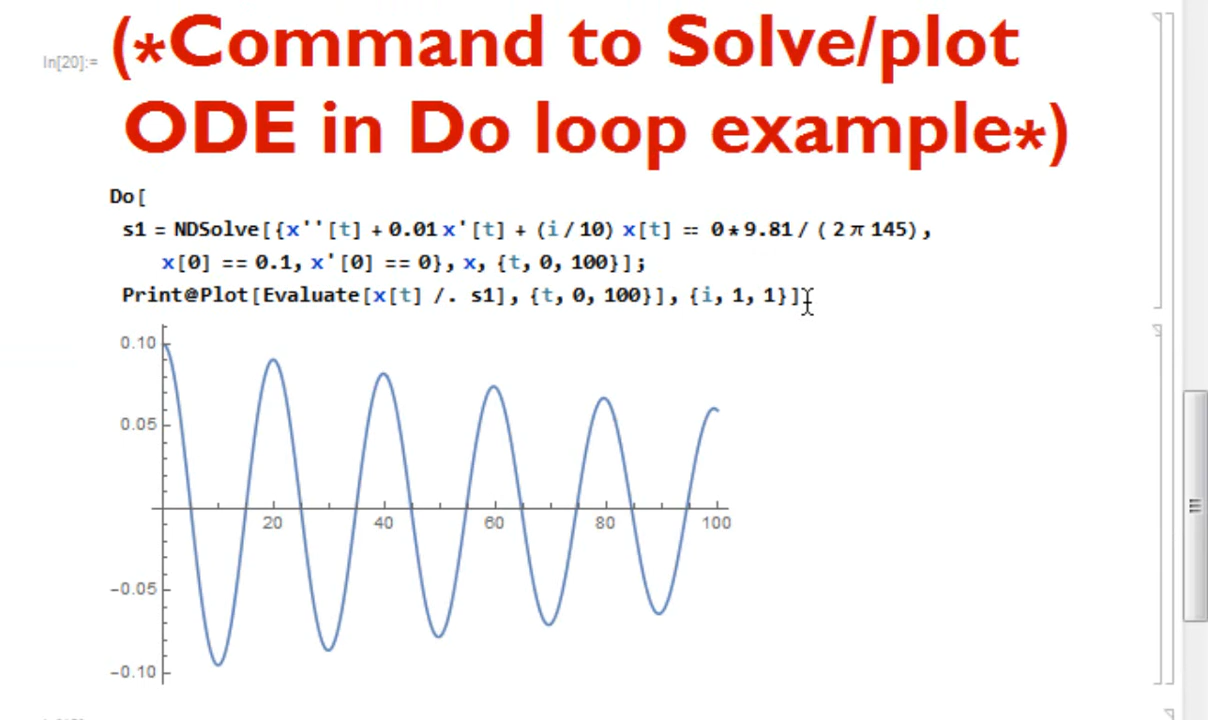 In[20]:= (*Command to Solve/plot
ODE in Do loop example*)
Do[
s1 = NDSolve[{x''[t] + 0.01 x'[t] + (i/10) x[t] == 0*9.81/(2π145),
x[0] == 0.1, x'[0] == 0}, x, {t, 0, 100}];
Print@Plot[Evaluate[x[t] /. s1], {t, 0, 100}], {i, 1, 1}]
0.10
0.05
20 40 60 80 100
-0.05
-0.10